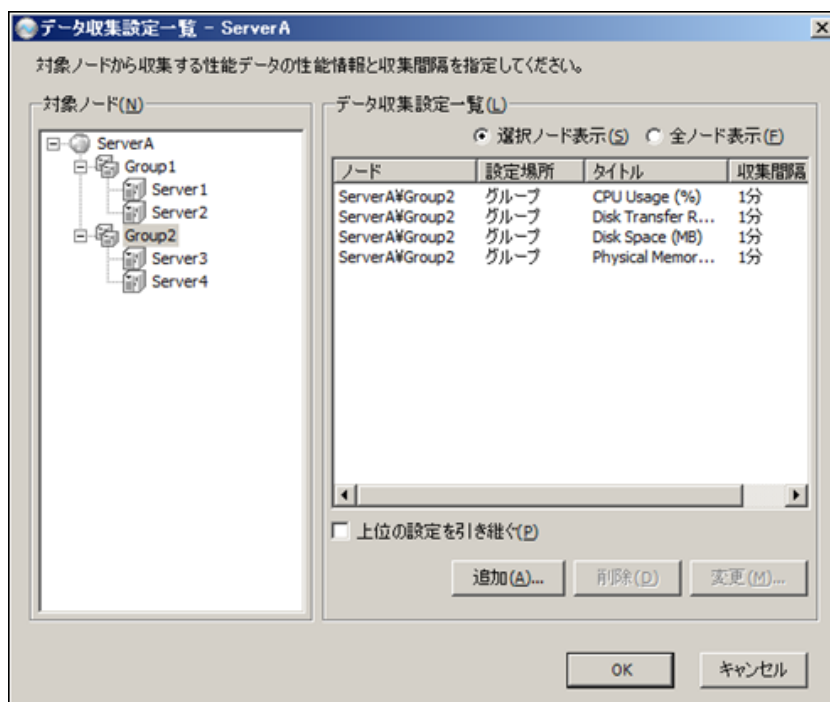 データ収集設定一覧 - ServerA
対象ノードから収集する性能データの性能情報と収集間隔を指定してください。
対象ノード(N)
ServerA
Group1
Server1
Server2
Group2
Server3
Server4
データ収集設定一覧(L)
選択ノード表示(S) 全ノード表示(F)
ノード 設定場所 タイトル 収集間隔
ServerA¥Group2 グループ CPU Usage (%) 1分
ServerA¥Group2 グループ Disk Transfer R... 1分
ServerA¥Group2 グループ Disk Space (MB) 1分
ServerA¥Group2 グループ Physical Memor... 1分
上位の設定を引き継ぐ(P)
追加(A)... 削除(D) 変更(M)...
OK キャンセル